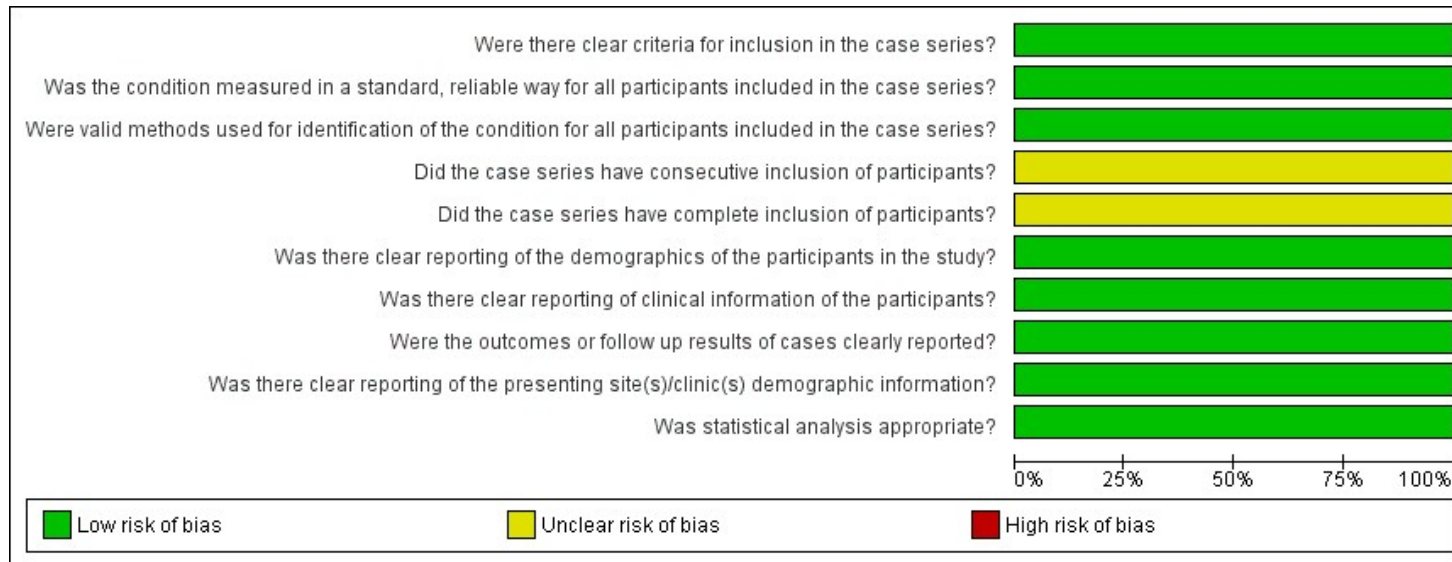 Were there clear criteria for inclusion in the case series?
Was the condition measured in a standard, reliable way for all participants included in the case series?
Were valid methods used for identification of the condition for all participants included in the case series?
Did the case series have consecutive inclusion of participants?
Did the case series have complete inclusion of participants?
Was there clear reporting of the demographics of the participants in the study?
Was there clear reporting of clinical information of the participants?
Were the outcomes or follow up results of cases clearly reported?
Was there clear reporting of the presenting site(s)/clinic(s) demographic information?
Was statistical analysis appropriate?
0% 25% 50% 75% 100%
Low risk of bias Unclear risk of bias High risk of bias